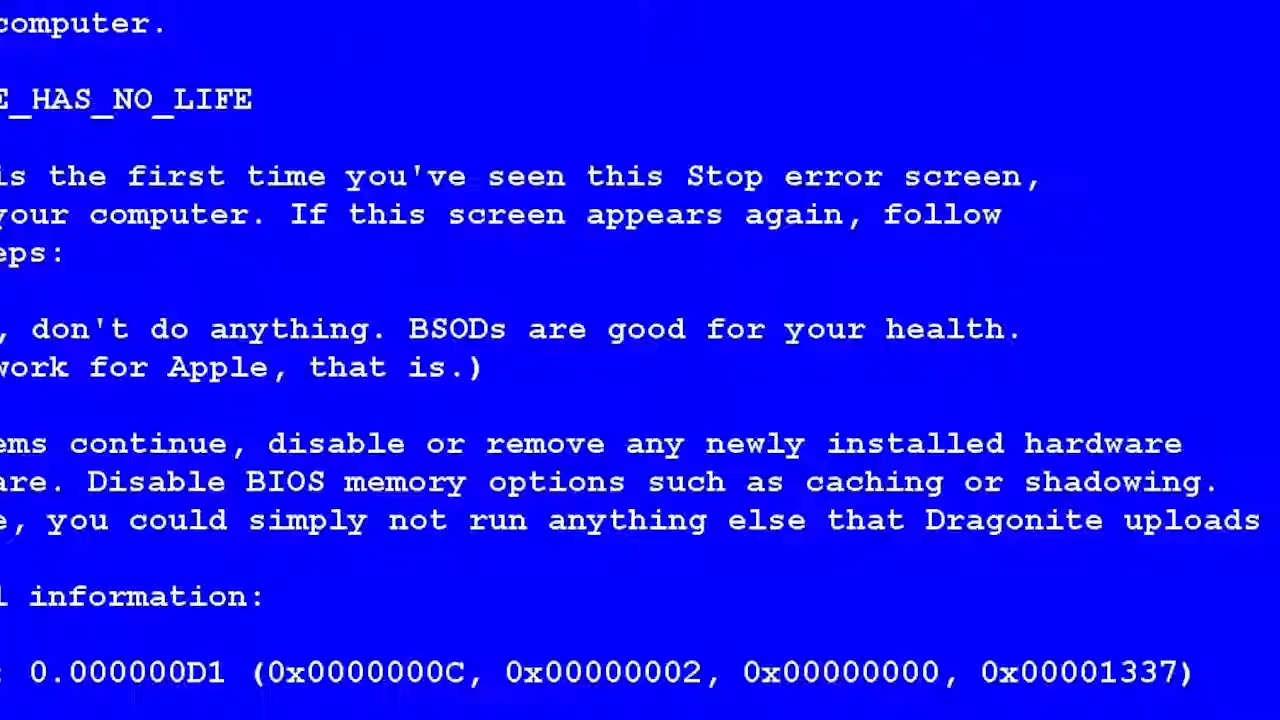 computer.
E_HAS_NO_LIFE
is the first time you've seen this Stop error screen,
your computer. If this screen appears again, follow
eps:
, don't do anything. BSODs are good for your health.
work for Apple, that is.)
ems continue, disable or remove any newly installed hardware
are. Disable BIOS memory options such as caching or shadowing.
e, you could simply not run anything else that Dragonite uploads
l information:
: 0.000000D1 (0x0000000C, 0x00000002, 0x00000000, 0x00001337)